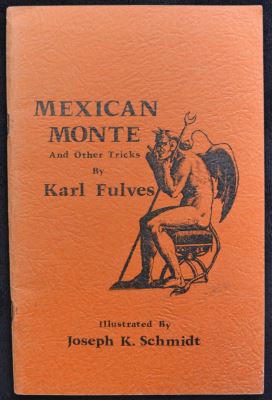 MEXICAN
MONTE
And Other Tricks
By
Karl Fulves
Illustrated By
Joseph K. Schmidt